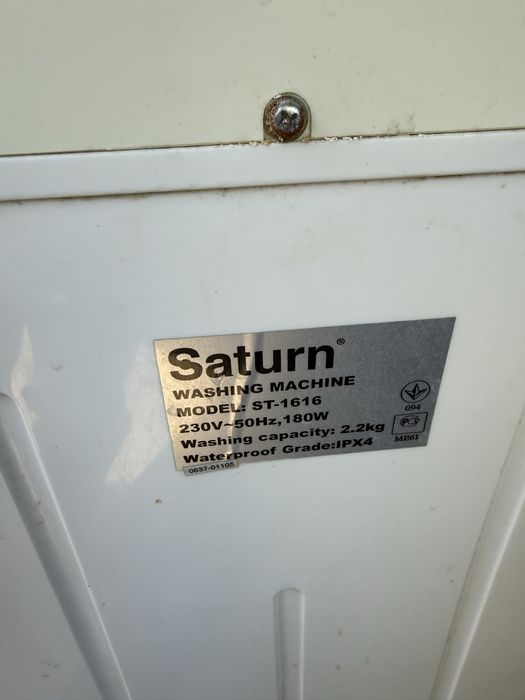 Saturn®
WASHING MACHINE
MODEL: ST-1616
230V~50Hz,180W
Washing capacity: 2.2kg
Waterproof Grade:IPX4
0637-01105
094
PC
MB61